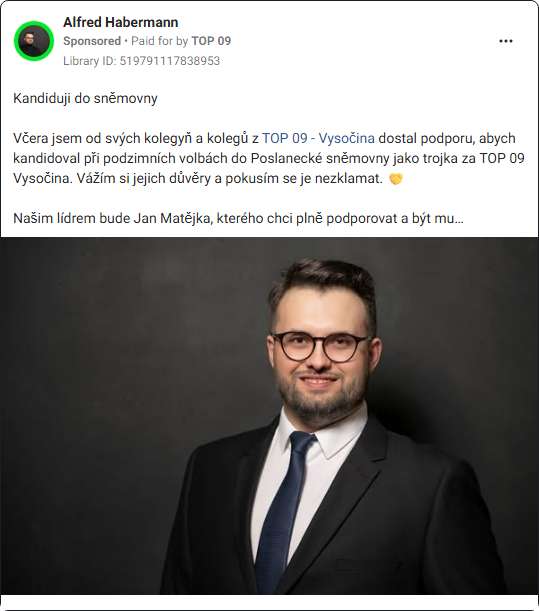 Alfred Habermann
Sponsored • Paid for by TOP 09
Library ID: 519791117838953
Kandiduji do sněmovny
Včera jsem od svých kolegyň a kolegů z TOP 09 - Vysočina dostal podporu, abych
kandidoval při podzimních volbách do Poslanecké sněmovny jako trojka za TOP 09
Vysočina. Vážím si jejich důvěry a pokusím se je nezklamat. 🤝
Našim lídrem bude Jan Matějka, kterého chci plně podporovat a být mu…